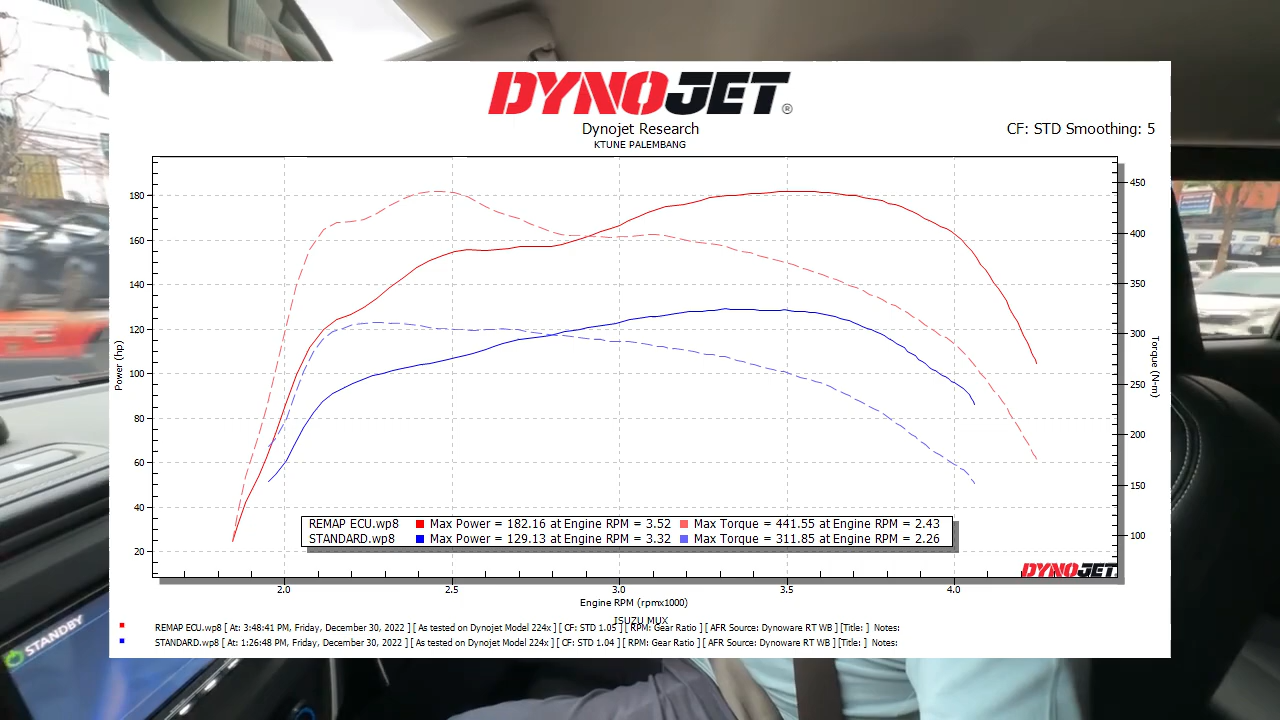 DYNOJET®
Dynojet Research
CF: STD Smoothing: 5
KTUNE PALEMBANG
180
160
140
120
100
80
60
40
20
Power (hp)
450
400
350
300
250
200
150
100
Torque (N-m)
REMAP ECU.wp8 Max Power = 182.16 at Engine RPM = 3.52 Max Torque = 441.55 at Engine RPM = 2.43
STANDARD.wp8 Max Power = 129.13 at Engine RPM = 3.32 Max Torque = 311.85 at Engine RPM = 2.26
DYNOJET
2.0 2.5 3.0 3.5 4.0
Engine RPM (rpmx1000)
ISUZU MUX
REMAP ECU.wp8 [ At: 3:48:41 PM, Friday, December 30, 2022 ] [ As tested on Dynojet Model 224x ] [ CF: STD 1.05 ] [ RPM: Gear Ratio ] [ AFR Source: Dynoware RT WB ] [Title: ] Notes:
STANDARD.wp8 [ At: 1:26:48 PM, Friday, December 30, 2022 ] [ As tested on Dynojet Model 224x ] [ CF: STD 1.04 ] [ RPM: Gear Ratio ] [ AFR Source: Dynoware RT WB ] [Title: ] Notes:
STANDBY